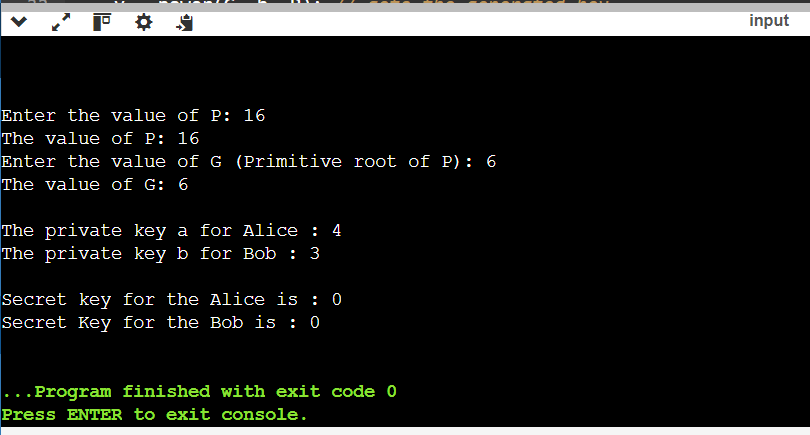 input
Enter the value of P: 16
The value of P: 16
Enter the value of G (Primitive root of P): 6
The value of G: 6
The private key a for Alice : 4
The private key b for Bob : 3
Secret key for the Alice is : 0
Secret Key for the Bob is : 0
...Program finished with exit code 0
Press ENTER to exit console.